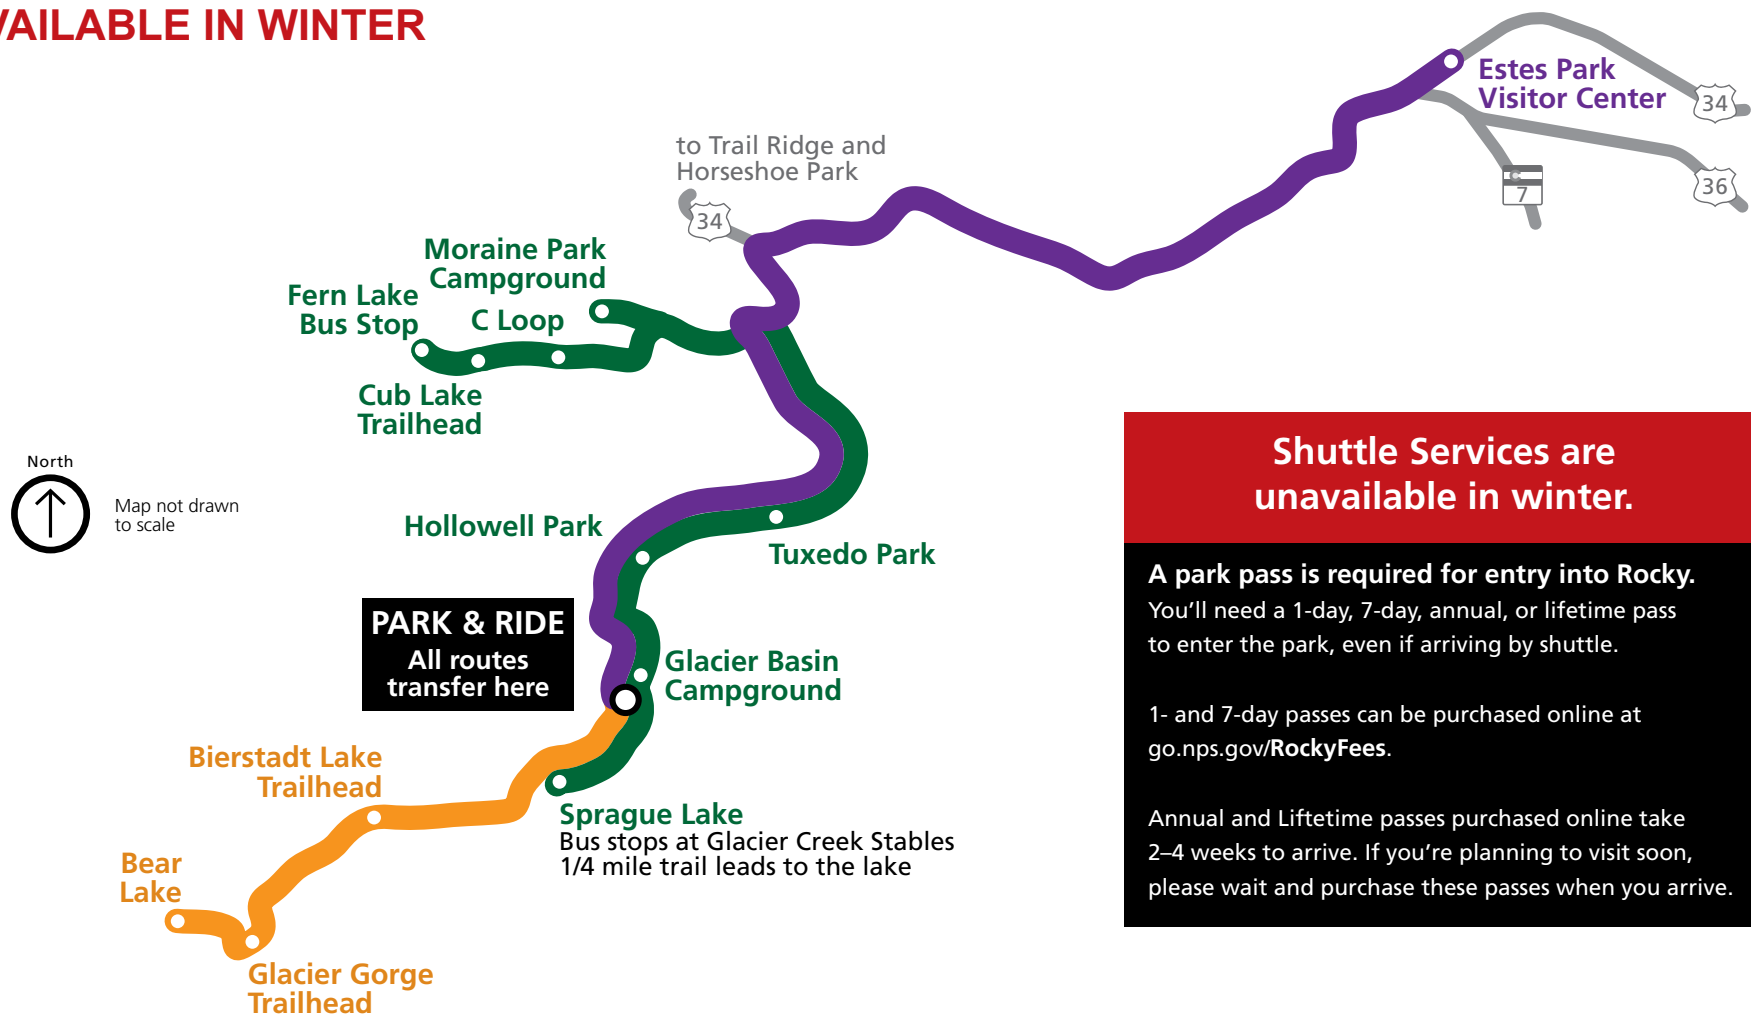 VAILABLE IN WINTER
Estes Park
Visitor Center
34
36
C
7
to Trail Ridge and
Horseshoe Park
34
Moraine Park
Campground
Fern Lake
Bus Stop
C Loop
Cub Lake
Trailhead
North
Map not drawn
to scale
Hollowell Park
Tuxedo Park
PARK & RIDE
All routes
transfer here
Glacier Basin
Campground
Bierstadt Lake
Trailhead
Sprague Lake
Bus stops at Glacier Creek Stables
1/4 mile trail leads to the lake
Bear
Lake
Glacier Gorge
Trailhead
Shuttle Services are
unavailable in winter.
A park pass is required for entry into Rocky.
You’ll need a 1-day, 7-day, annual, or lifetime pass
to enter the park, even if arriving by shuttle.
1- and 7-day passes can be purchased online at
go.nps.gov/RockyFees.
Annual and Liftetime passes purchased online take
2–4 weeks to arrive. If you’re planning to visit soon,
please wait and purchase these passes when you arrive.